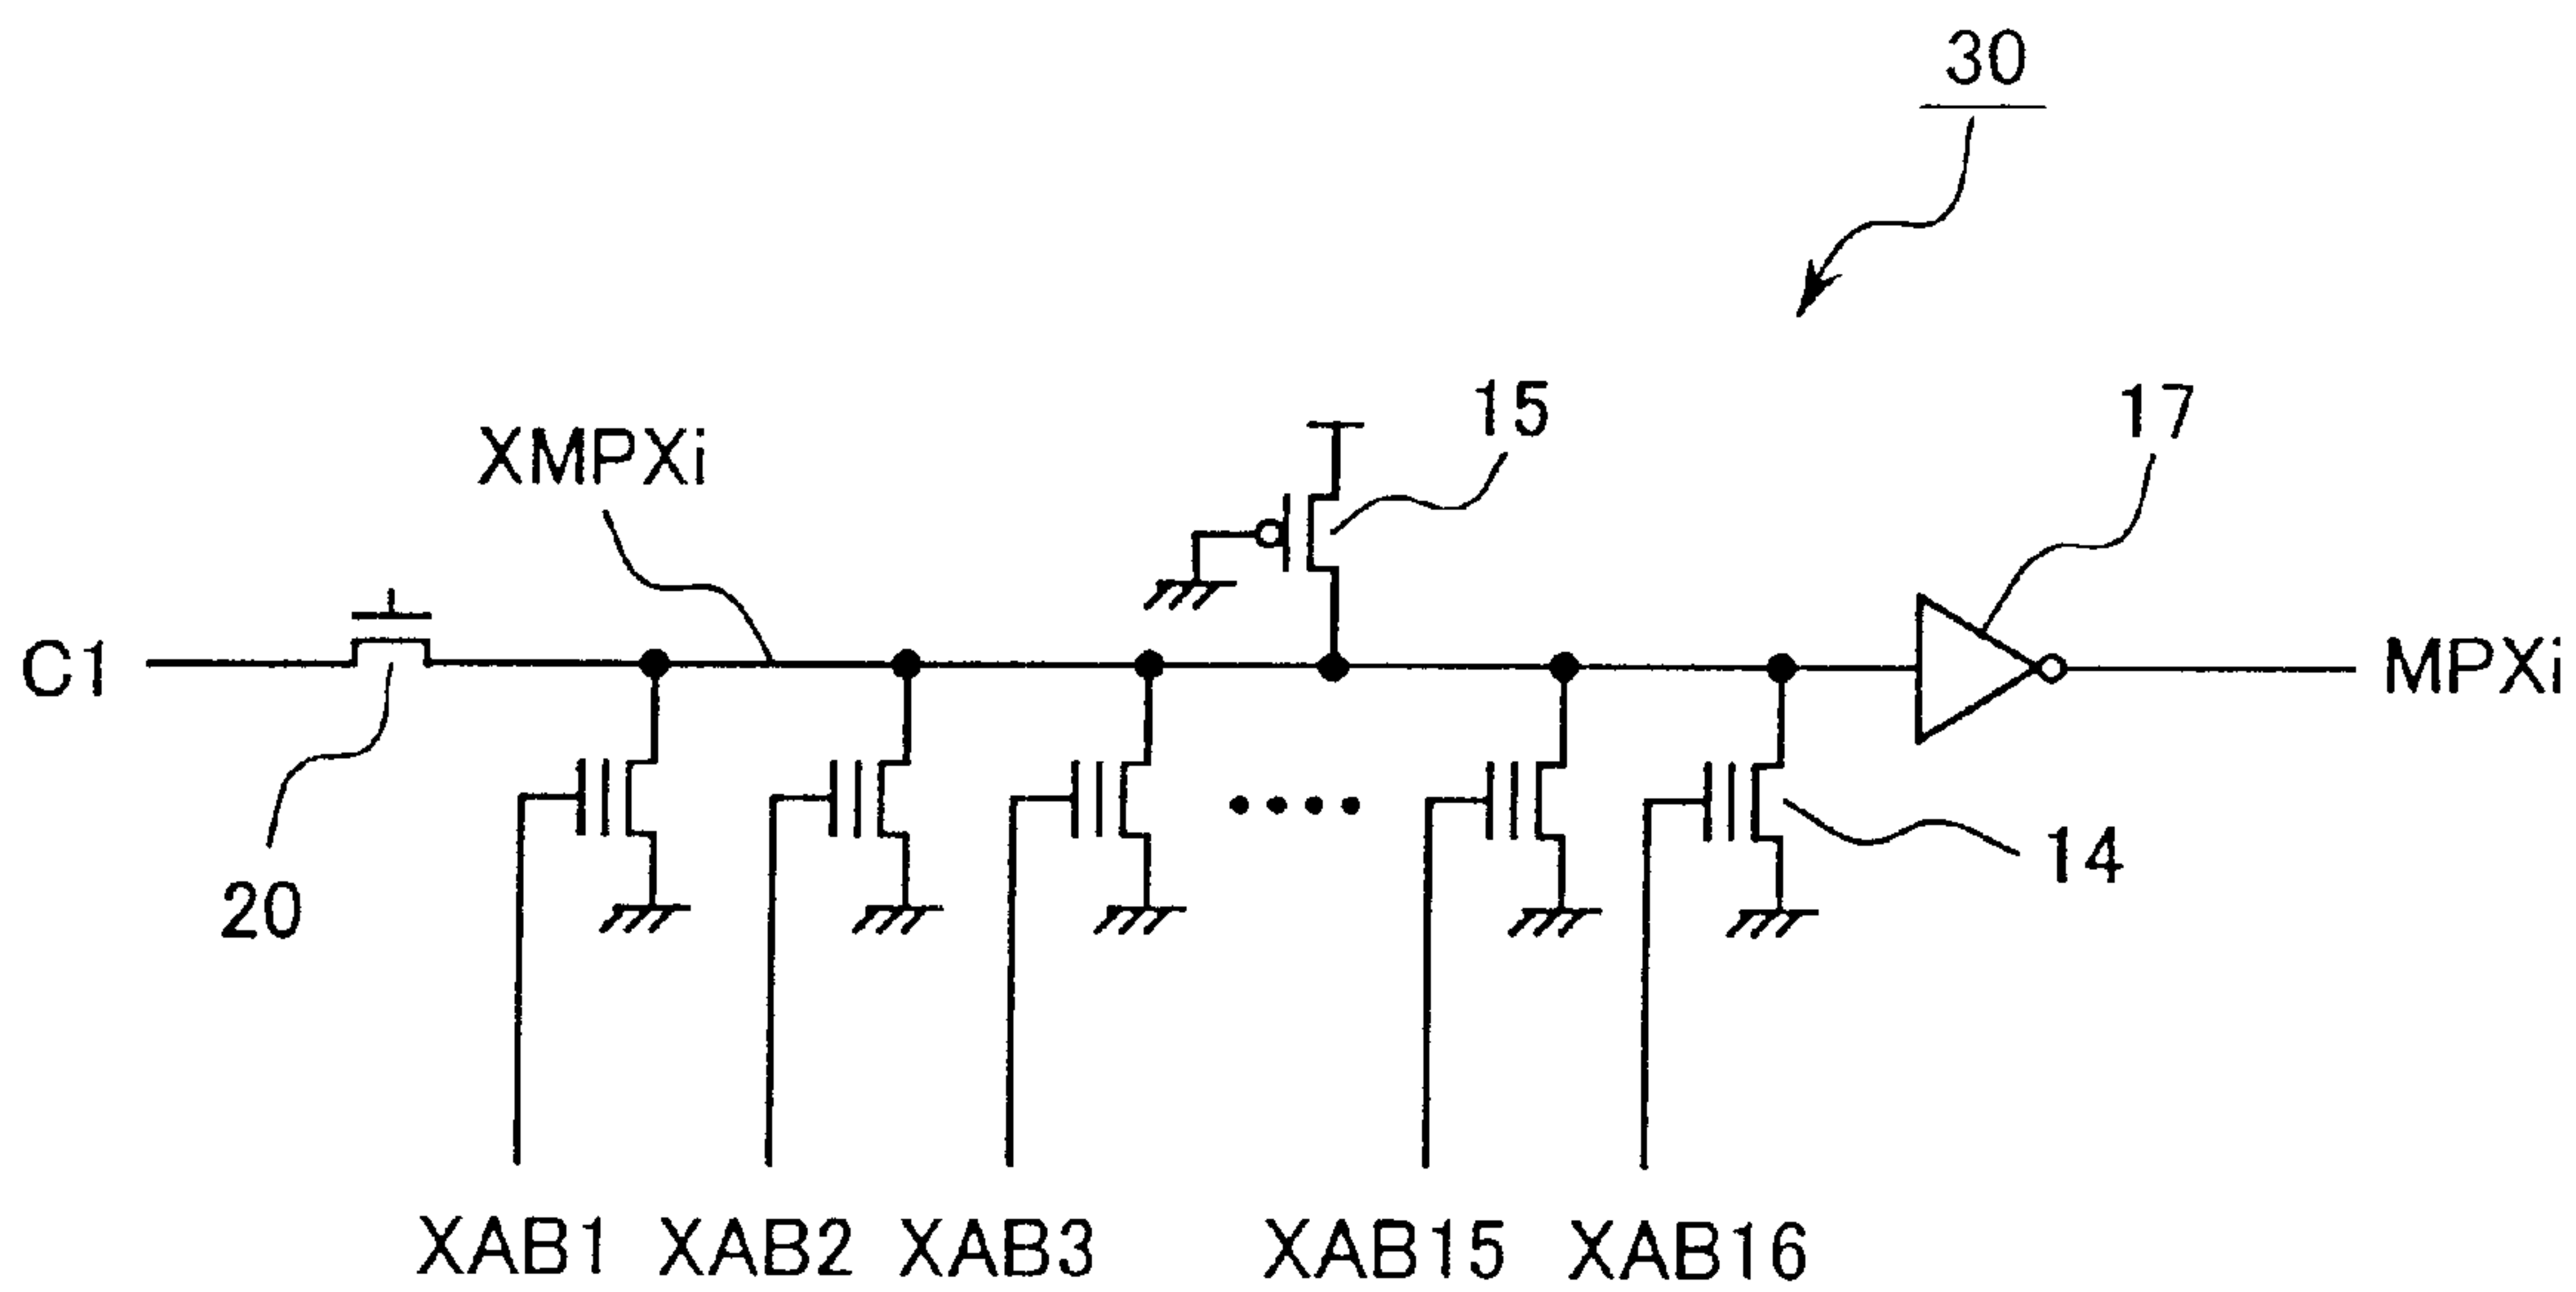 30
15
17
XMPXi
C1
MPXi
20
14
XAB1 XAB2 XAB3 XAB15 XAB16